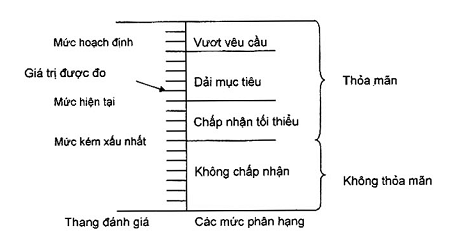 Mức hoạch định
Vượt yêu cầu
Giá trị được đo
Dải mục tiêu
Thỏa mãn
Mức hiện tại
Chấp nhận tối thiểu
Mức kém xấu nhất
Không chấp nhận
Không thỏa mãn
Thang đánh giá
Các mức phân hạng